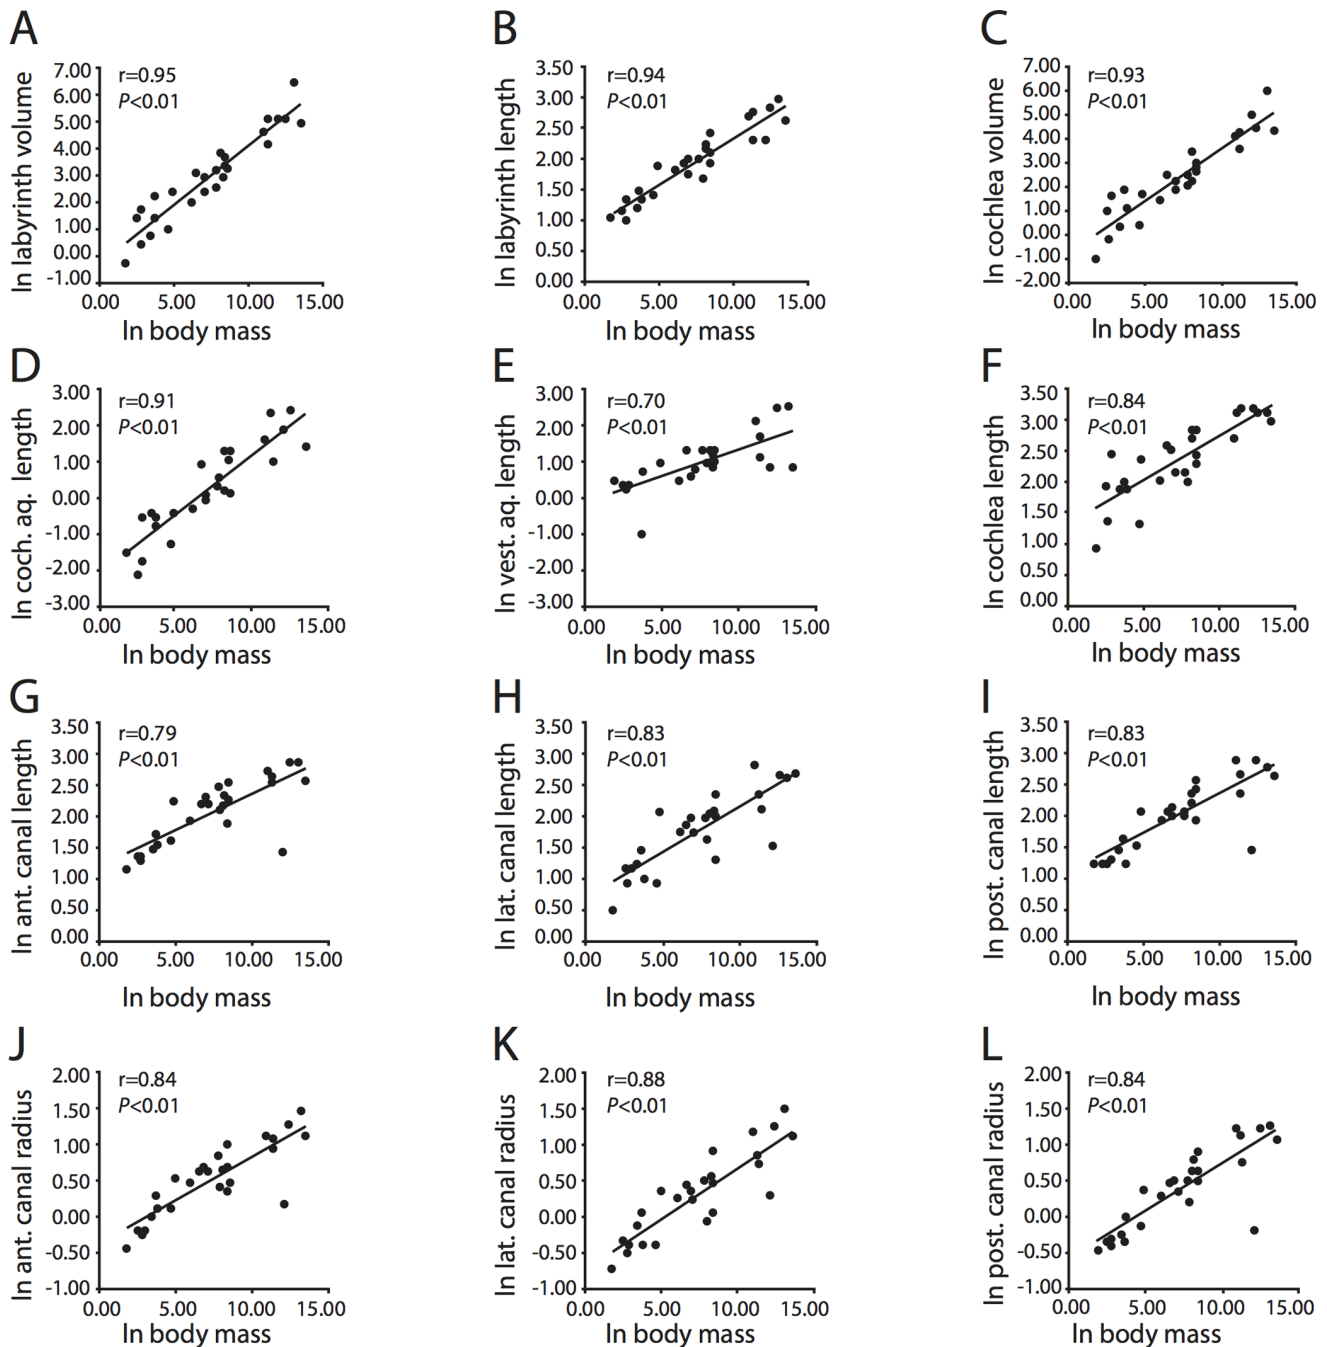 A
r=0.95
P<0.01
ln labyrinth volume
7.00
6.00
5.00
4.00
3.00
2.00
1.00
0.00
-1.00
0.00 5.00 10.00 15.00
ln body mass
B
r=0.94
P<0.01
ln labyrinth length
3.50
3.00
2.50
2.00
1.50
1.00
0.50
0.00
0.00 5.00 10.00 15.00
ln body mass
C
r=0.93
P<0.01
ln cochlea volume
7.00
6.00
5.00
4.00
3.00
2.00
1.00
0.00
-1.00
-2.00
0.00 5.00 10.00 15.00
ln body mass
D
r=0.91
P<0.01
ln coch. aq. length
3.00
2.00
1.00
0.00
-1.00
-2.00
-3.00
0.00 5.00 10.00 15.00
ln body mass
E
r=0.70
P<0.01
ln vest. aq. length
3.00
2.00
1.00
0.00
-1.00
-2.00
-3.00
0.00 5.00 10.00 15.00
ln body mass
F
r=0.84
P<0.01
ln cochlea length
3.50
3.00
2.50
2.00
1.50
1.00
0.50
0.00
0.00 5.00 10.00 15.00
ln body mass
G
r=0.79
P<0.01
ln ant. canal length
3.50
3.00
2.50
2.00
1.50
1.00
0.50
0.00
0.00 5.00 10.00 15.00
ln body mass
H
r=0.83
P<0.01
ln lat. canal length
3.50
3.00
2.50
2.00
1.50
1.00
0.50
0.00
0.00 5.00 10.00 15.00
ln body mass
I
r=0.83
P<0.01
ln post. canal length
3.50
3.00
2.50
2.00
1.50
1.00
0.50
0.00
0.00 5.00 10.00 15.00
ln body mass
J
r=0.84
P<0.01
ln ant. canal radius
2.00
1.50
1.00
0.50
0.00
-0.50
-1.00
0.00 5.00 10.00 15.00
ln body mass
K
r=0.88
P<0.01
ln lat. canal radius
2.00
1.50
1.00
0.50
0.00
-0.50
-1.00
0.00 5.00 10.00 15.00
ln body mass
L
r=0.84
P<0.01
ln post. canal radius
2.00
1.50
1.00
0.50
0.00
-0.50
-1.00
0.00 5.00 10.00 15.00
ln body mass